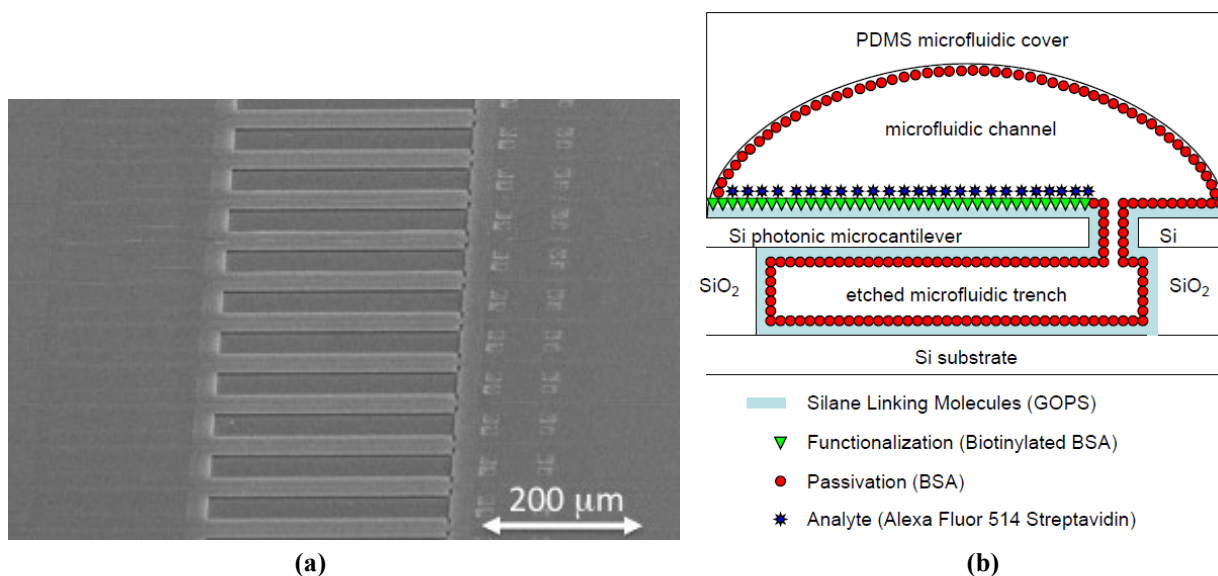 200 μm
(a)
PDMS microfluidic cover
microfluidic channel
Si photonic microcantilever
Si
SiO2
etched microfluidic trench
SiO2
Si substrate
Silane Linking Molecules (GOPS)
Functionalization (Biotinylated BSA)
Passivation (BSA)
Analyte (Alexa Fluor 514 Streptavidin)
(b)